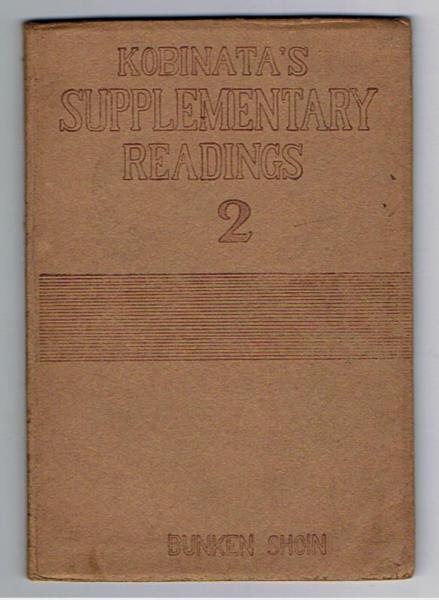 KOBINATA'S
SUPPLEMENTARY
READINGS
2
BUNKEN SHOIN